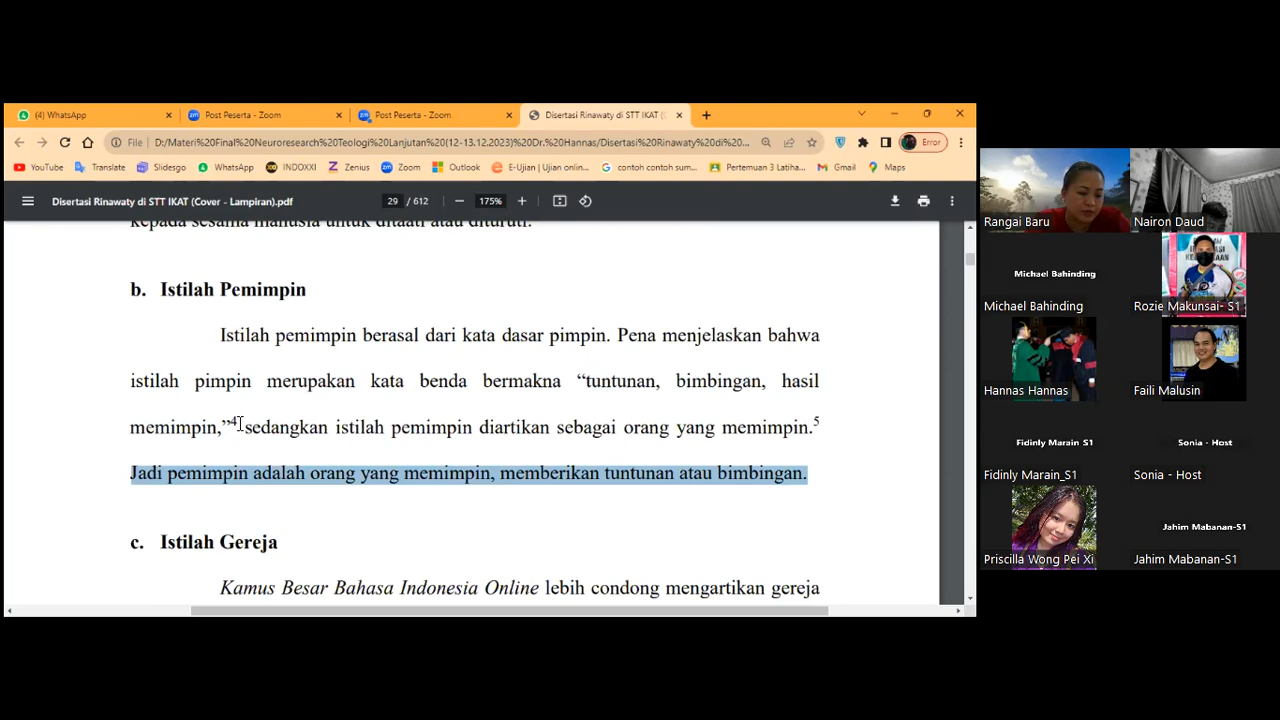 (4) WhatsApp
Post Peserta - Zoom
Post Peserta - Zoom
Disertasi Rinawaty di STT IKAT (C
File
D:/Materi%20Final%20Neuroresearch%20Teologi%20Lanjutan%20(12-13.12.2023)%20Dr.%20Hannas/Disertasi%20Rinawaty%20di%20...
Error
YouTube
Translate
Slidesgo
WhatsApp
INDOXXI
Zenius
Zoom
Outlook
E-Ujian | Ujian onlin...
contoh contoh sum...
Pertemuan 3 Latiha...
Gmail
Maps
Disertasi Rinawaty di STT IKAT (Cover - Lampiran).pdf
29 / 612
175%
kepada sesama manusia untuk ditaati atau dituruti.
b. Istilah Pemimpin
Istilah pemimpin berasal dari kata dasar pimpin. Pena menjelaskan bahwa
istilah pimpin merupakan kata benda bermakna “tuntunan, bimbingan, hasil
memimpin,”4 sedangkan istilah pemimpin diartikan sebagai orang yang memimpin.5
Jadi pemimpin adalah orang yang memimpin, memberikan tuntunan atau bimbingan.
c. Istilah Gereja
Kamus Besar Bahasa Indonesia Online lebih condong mengartikan gereja
Rangai Baru
Nairon Daud
Michael Bahinding
Michael Bahinding
Rozie Makunsai- S1
Hannas Hannas
Faili Malusin
Fidinly Marain S1
Fidinly Marain_S1
Sonia - Host
Sonia - Host
Priscilla Wong Pei Xi
Jahim Mabanan-S1
Jahim Mabanan-S1